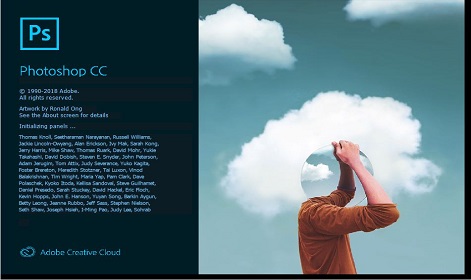 Ps
Photoshop CC
© 1990-2018 Adobe.
All rights reserved.
Artwork by Rodrigo Ong
See the About screen for details
Initializing panels ...
Thomas Knoll, Seetharaman Narayanan, Russell Williams,
Jackie Lincoln-Owyang, Alan Erickson, Ivy Mak, Sarah Kong,
Jerry Harris, Mike Shaw, Thomas Ruark, David Mohr, Yukie
Takahashi, David Dobish, Steven E. Snyder, John Peterson,
Adam Jerugim, Tom Attix, Judy Severance, Yuko Kagita,
Foster Brereton, Meredith Stotzner, Tai Luxon, Vinod
Balakrishnan, Tim Wright, Maria Yap, Pam Clark, Dave
Polaschek, Kyoko Itoda, Kellisa Sandoval, Steve Guilhamet,
Daniel Presedo, Sarah Stuckey, David Hackel, Eric Floch,
Kevin Hopps, John E. Hanson, Yuyan Song, Barkin Aygun,
Betty Leong, Jeanne Rubbo, Jeff Sass, Stephen Nielson,
Seth Shaw, Joseph Hsieh, I-Ming Pao, Judy Lee, Sohrab
Adobe Creative Cloud